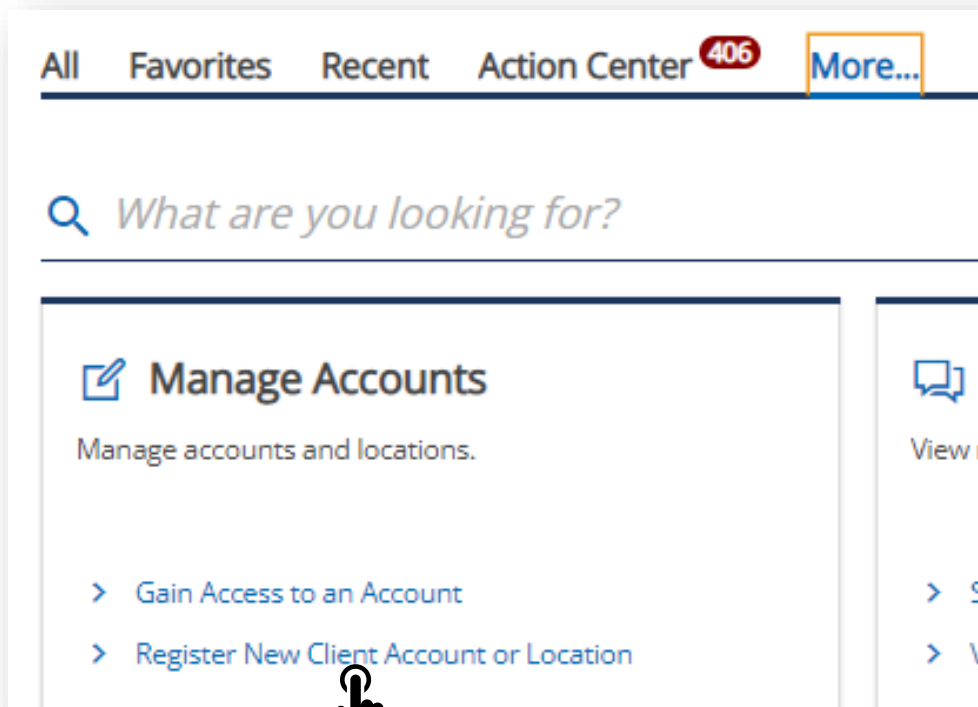 All Favorites Recent Action Center 406 More...
What are you looking for?
Manage Accounts
Manage accounts and locations.
View
Gain Access to an Account
Register New Client Account or Location